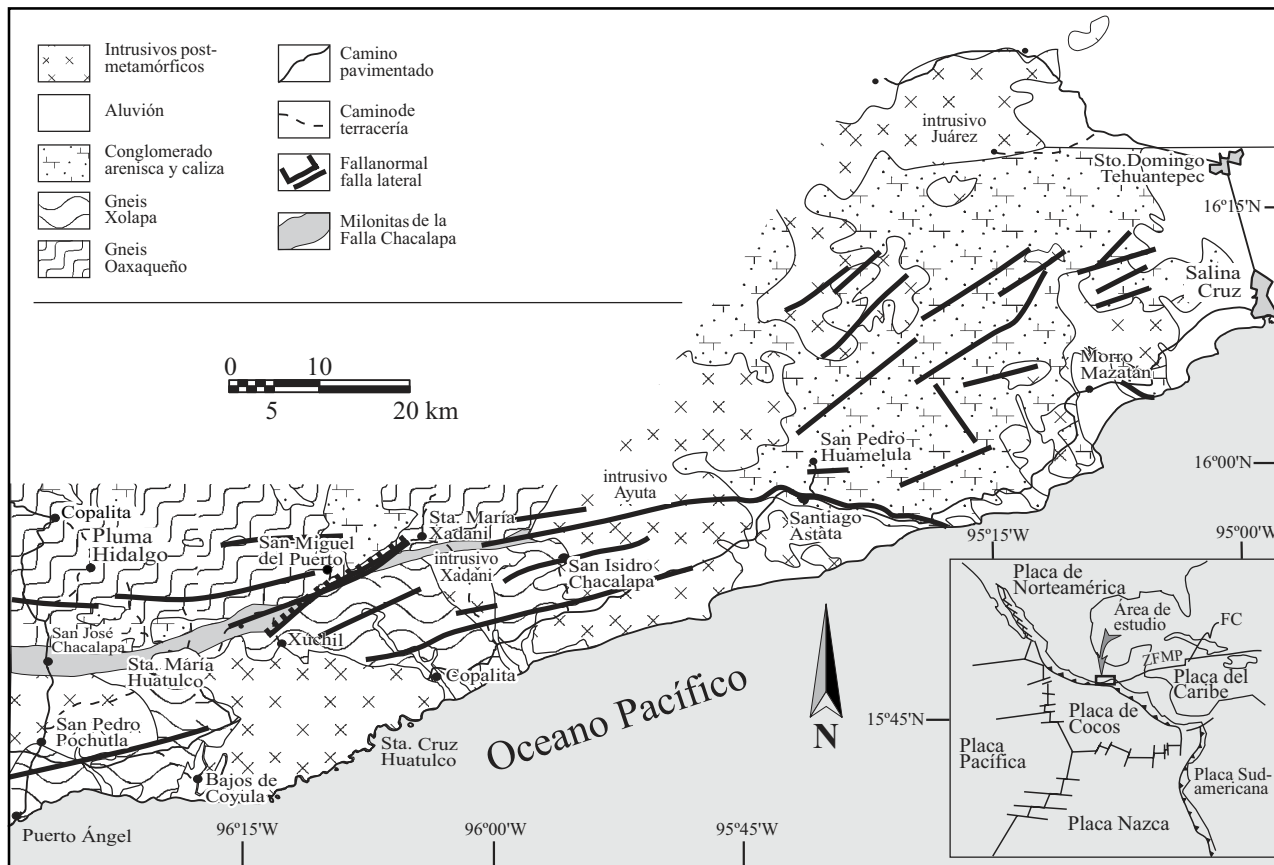 Intrusivos post-
metamórficos
Aluvión
Conglomerado
arenisca y caliza
Gneis
Xolapa
Gneis
Oaxaqueño
Camino
pavimentado
Caminode
terracería
Fallanormal
falla lateral
Milonitas de la
Falla Chacalapa
0 10
5 20 km
intrusivo
Juárez
Sto.Domingo
Tehuantepec
16º15'N
Salina
Cruz
Morro
Mazatán
San Pedro
Huamelula
16º00'N
intrusivo
Ayuta
Santiago
Astata
95º15'W
95º00'W
Copalita
Pluma
Hidalgo
San Miguel
del Puerto
Sta. María
Xadani
intrusivo
Xadani
San Isidro
Chacalapa
San José
Chacalapa
Sta. María
Huatulco
Xúchil
Copalita
San Pedro
Póchutla
Bajos de
Coyula
Sta. Cruz
Huatulco
Puerto Ángel
Oceano Pacífico
N
15º45'N
96º15'W
96º00'W
95º45'W
Placa de
Norteamérica
Área de
estudio
FC
ZFMP
Placa del
Caribe
Placa de
Cocos
Placa
Pacífica
Placa Sud-
americana
Placa Nazca